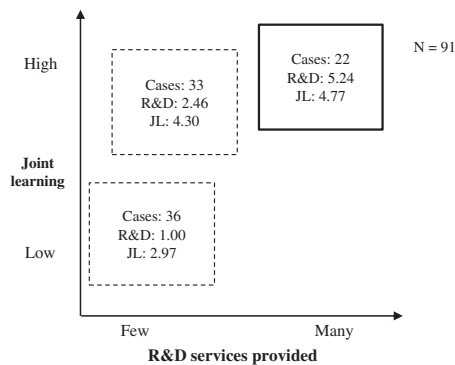 High
Cases: 33
R&D: 2.46
JL: 4.30
Cases: 22
R&D: 5.24
JL: 4.77
N = 91
Joint
learning
Cases: 36
R&D: 1.00
JL: 2.97
Low
Few
Many
R&D services provided